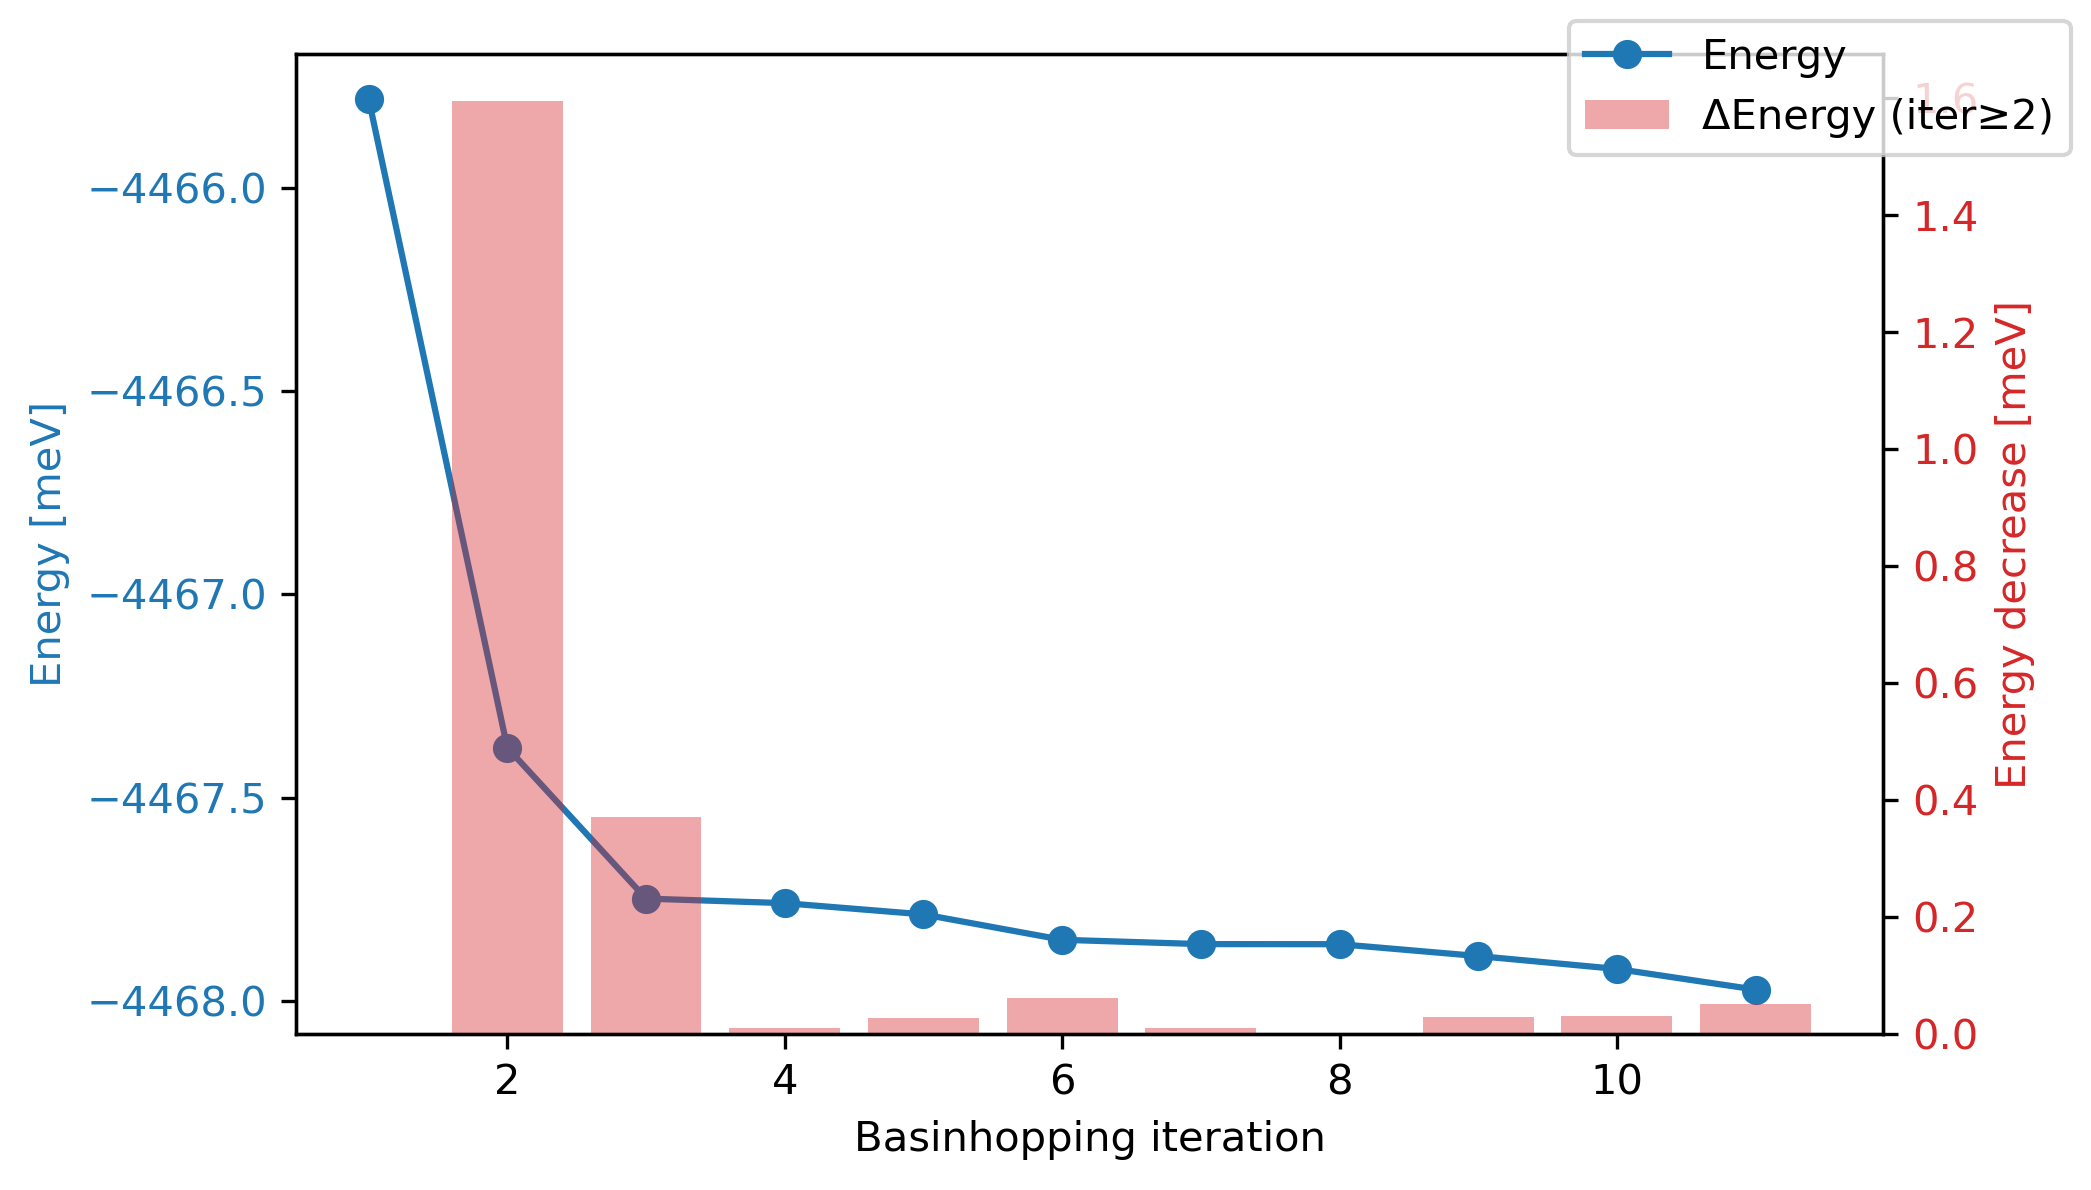 Energy
ΔEnergy (iter≥2)
Energy [meV]
−4466.0
−4466.5
−4467.0
−4467.5
−4468.0
1.6
1.4
1.2
1.0
0.8
0.6
0.4
0.2
0.0
Energy decrease [meV]
2 4 6 8 10
Basinhopping iteration